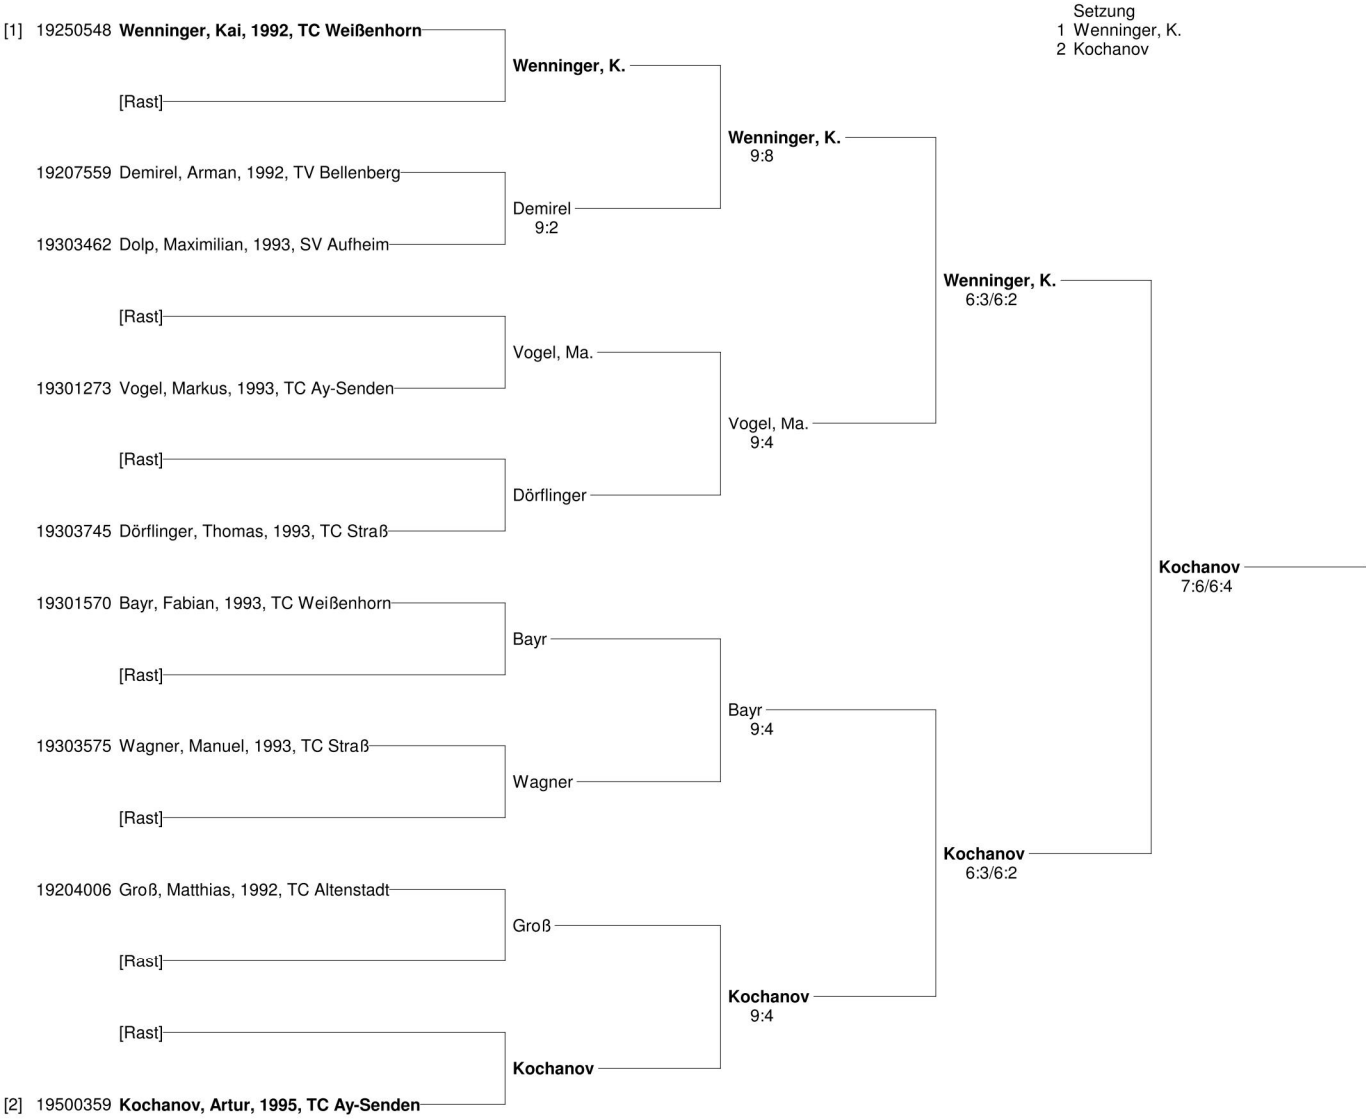 Setzung
1 Wenninger, K.
2 Kochanov
[1] 19250548 Wenninger, Kai, 1992, TC Weißenhorn
Wenninger, K.
[Rast]
Wenninger, K.
9:8
19207559 Demirel, Arman, 1992, TV Bellenberg
Demirel
9:2
19303462 Dolp, Maximilian, 1993, SV Aufheim
Wenninger, K.
6:3/6:2
[Rast]
Vogel, Ma.
19301273 Vogel, Markus, 1993, TC Ay-Senden
Vogel, Ma.
9:4
[Rast]
Dörflinger
19303745 Dörflinger, Thomas, 1993, TC Straß
Kochanov
7:6/6:4
19301570 Bayr, Fabian, 1993, TC Weißenhorn
Bayr
[Rast]
Bayr
9:4
19303575 Wagner, Manuel, 1993, TC Straß
Wagner
[Rast]
Kochanov
6:3/6:2
19204006 Groß, Matthias, 1992, TC Altenstadt
Groß
[Rast]
Kochanov
9:4
[Rast]
Kochanov
[2] 19500359 Kochanov, Artur, 1995, TC Ay-Senden